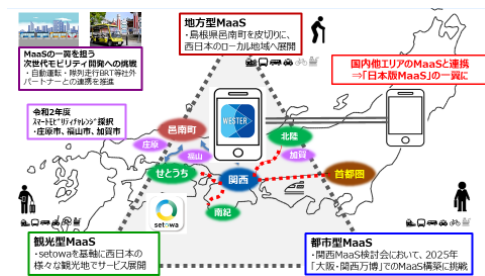 MaaSの一翼を担う
次世代モビリティ開発への挑戦
・自動運転・隊列走行BRT等社外
パートナーとの連携を推進
地方型MaaS
・島根県邑南町を皮切りに、
西日本のローカル地域へ展開
国内他エリアのMaaSと連携
⇒「日本版MaaS」の一翼に
令和2年度
スマートモビリティチャレンジ採択
・庄原市、福山市、加賀市
WESTER
邑南町
庄原
福山
せとうち
北陸
加賀
関西
首都圏
南紀
setowa
観光型MaaS
・setowaを基軸に西日本の
様々な観光地でサービス展開
都市型MaaS
・関西MaaS検討会において、2025年
「大阪・関西万博」でのMaaS構築に挑戦